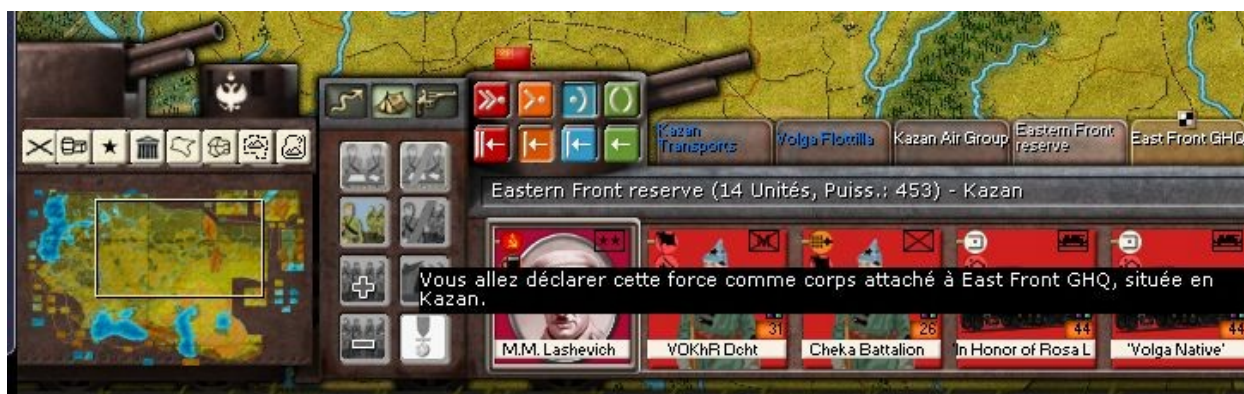 Kazan
Transports
Volga Flottilla
Kazan Air Group
Eastern Front
reserve
East Front GHQ
Eastern Front reserve (14 Unités, Puiss.: 453) - Kazan
Vous allez déclarer cette force comme corps attaché à East Front GHQ, située en
Kazan.
31
26
44
44
M.M. Lashevich
VOKhR Dcht
Cheka Battalion
'In Honor of Rosa L
'Volga Native'